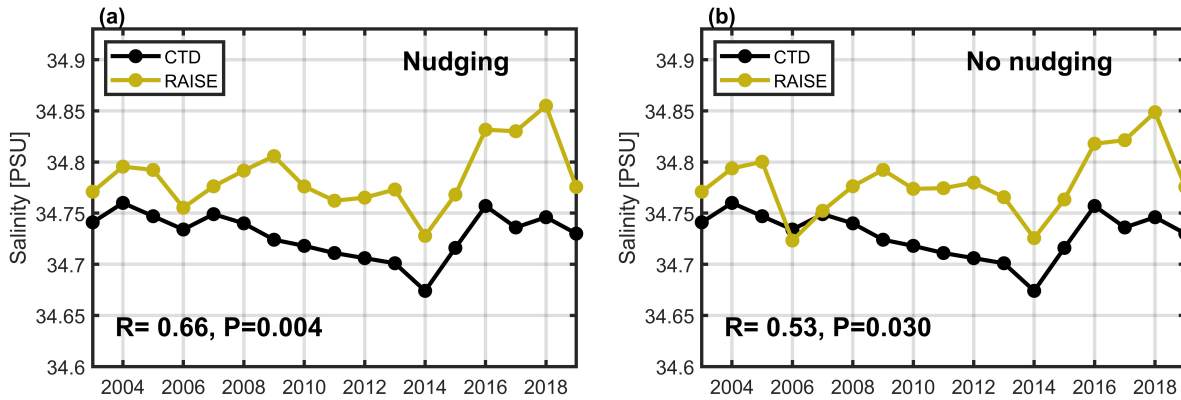 (a)
CTD
RAISE
Nudging
Salinity [PSU]
34.9
34.85
34.8
34.75
34.7
34.65
34.6
R= 0.66, P=0.004
2004 2006 2008 2010 2012 2014 2016 2018
(b)
CTD
RAISE
No nudging
Salinity [PSU]
34.9
34.85
34.8
34.75
34.7
34.65
34.6
R= 0.53, P=0.030
2004 2006 2008 2010 2012 2014 2016 2018